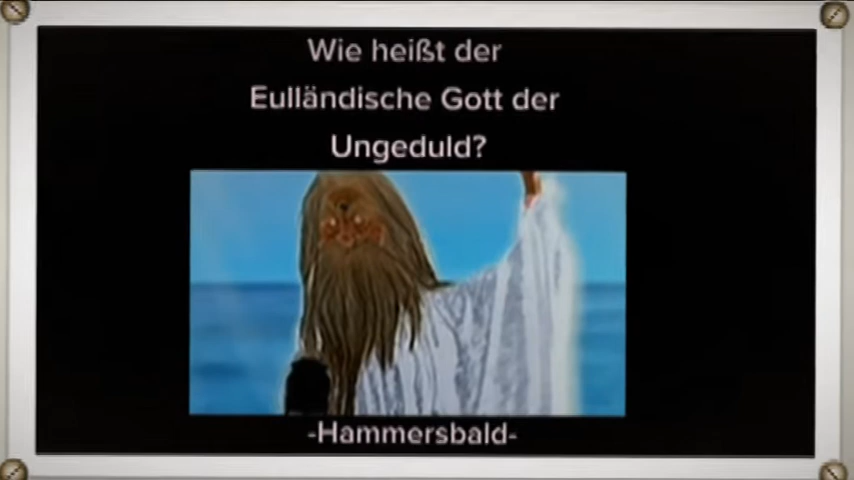 Wie heißt der
Eulländische Gott der
Ungeduld?
-Hammersbald-